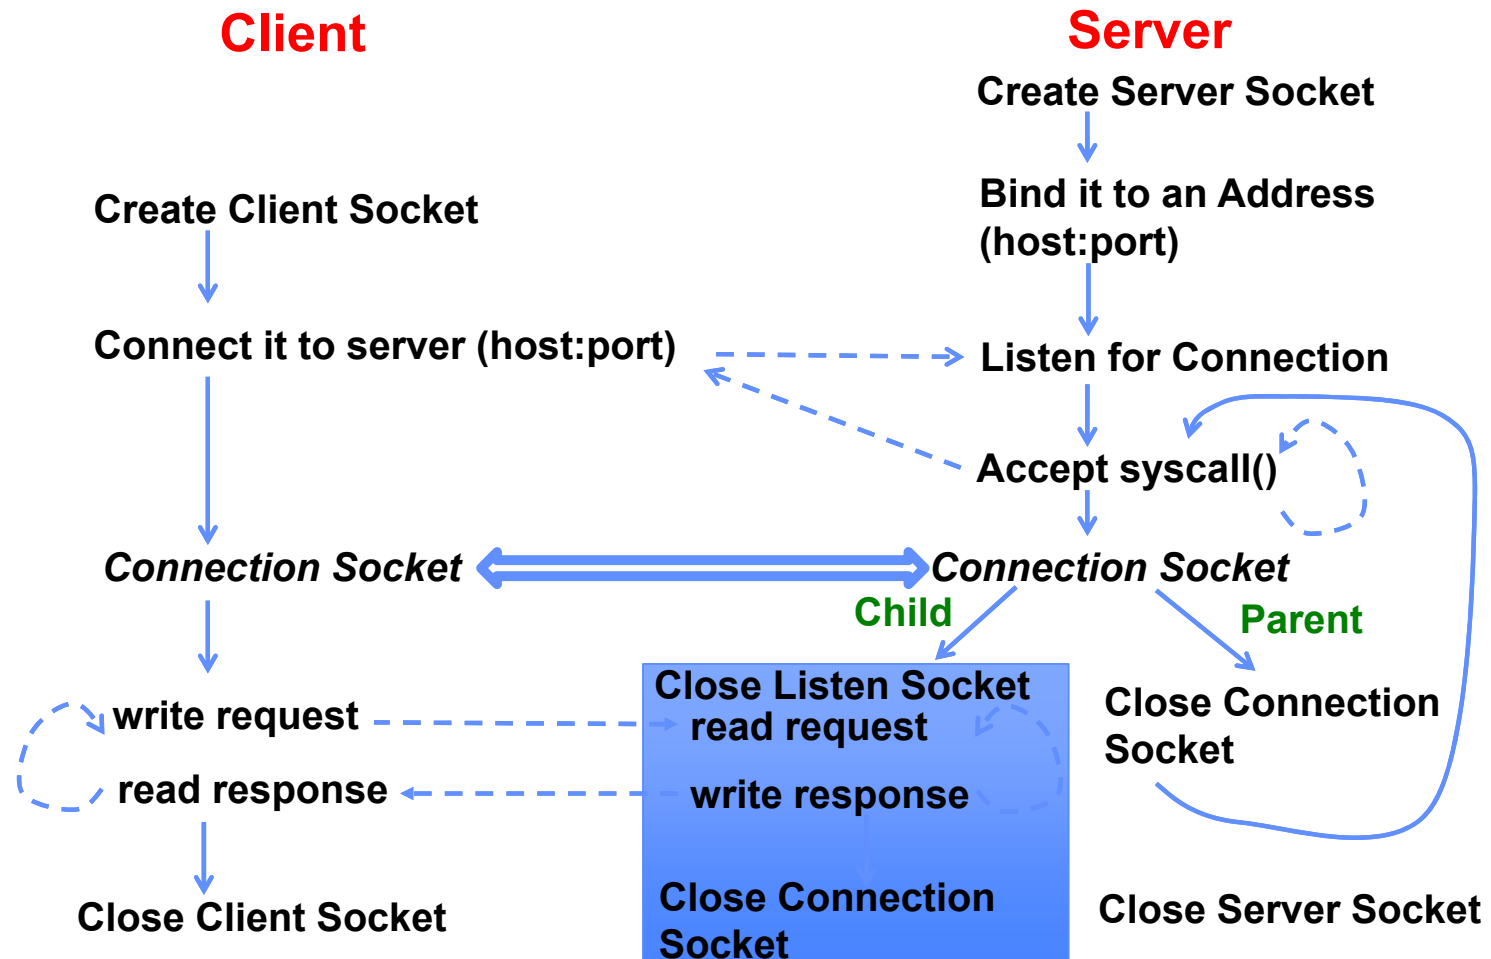 Client
Server
Create Server Socket
Bind it to an Address
(host:port)
Create Client Socket
Connect it to server (host:port)
Listen for Connection
Accept syscall()
Connection Socket
Connection Socket
Child
Parent
Close Listen Socket
read request
write request
Close Connection
Socket
read response
write response
Close Client Socket
Close Connection
Socket
Close Server Socket